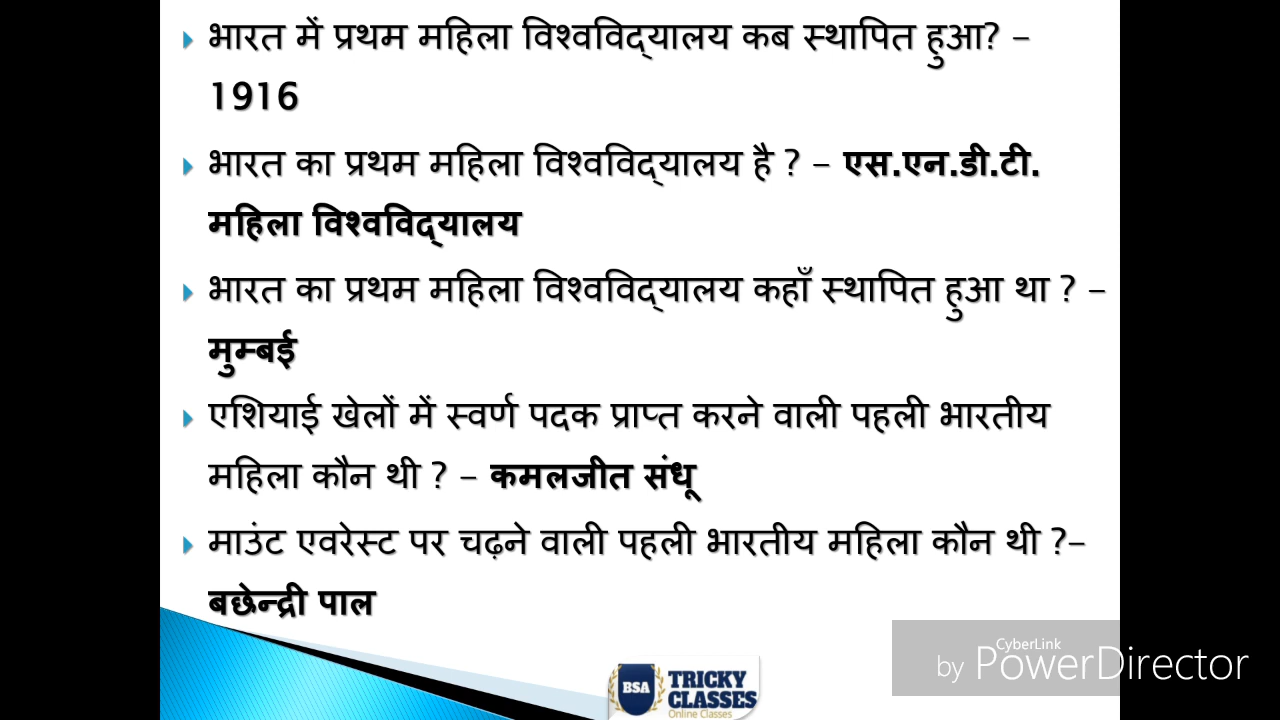 भारत में प्रथम महिला विश्वविद्यालय कब स्थापित हुआ? –
1916
भारत का प्रथम महिला विश्वविद्यालय है ? – एस.एन.डी.टी.
महिला विश्वविद्यालय
भारत का प्रथम महिला विश्वविद्यालय कहाँ स्थापित हुआ था ? –
मुम्बई
एशियाई खेलों में स्वर्ण पदक प्राप्त करने वाली पहली भारतीय
महिला कौन थी ? – कमलजीत संधू
माउंट एवरेस्ट पर चढ़ने वाली पहली भारतीय महिला कौन थी ?–
बछेन्द्री पाल
BSA TRICKY
CLASSES
Online Classes
CyberLink
by PowerDirector